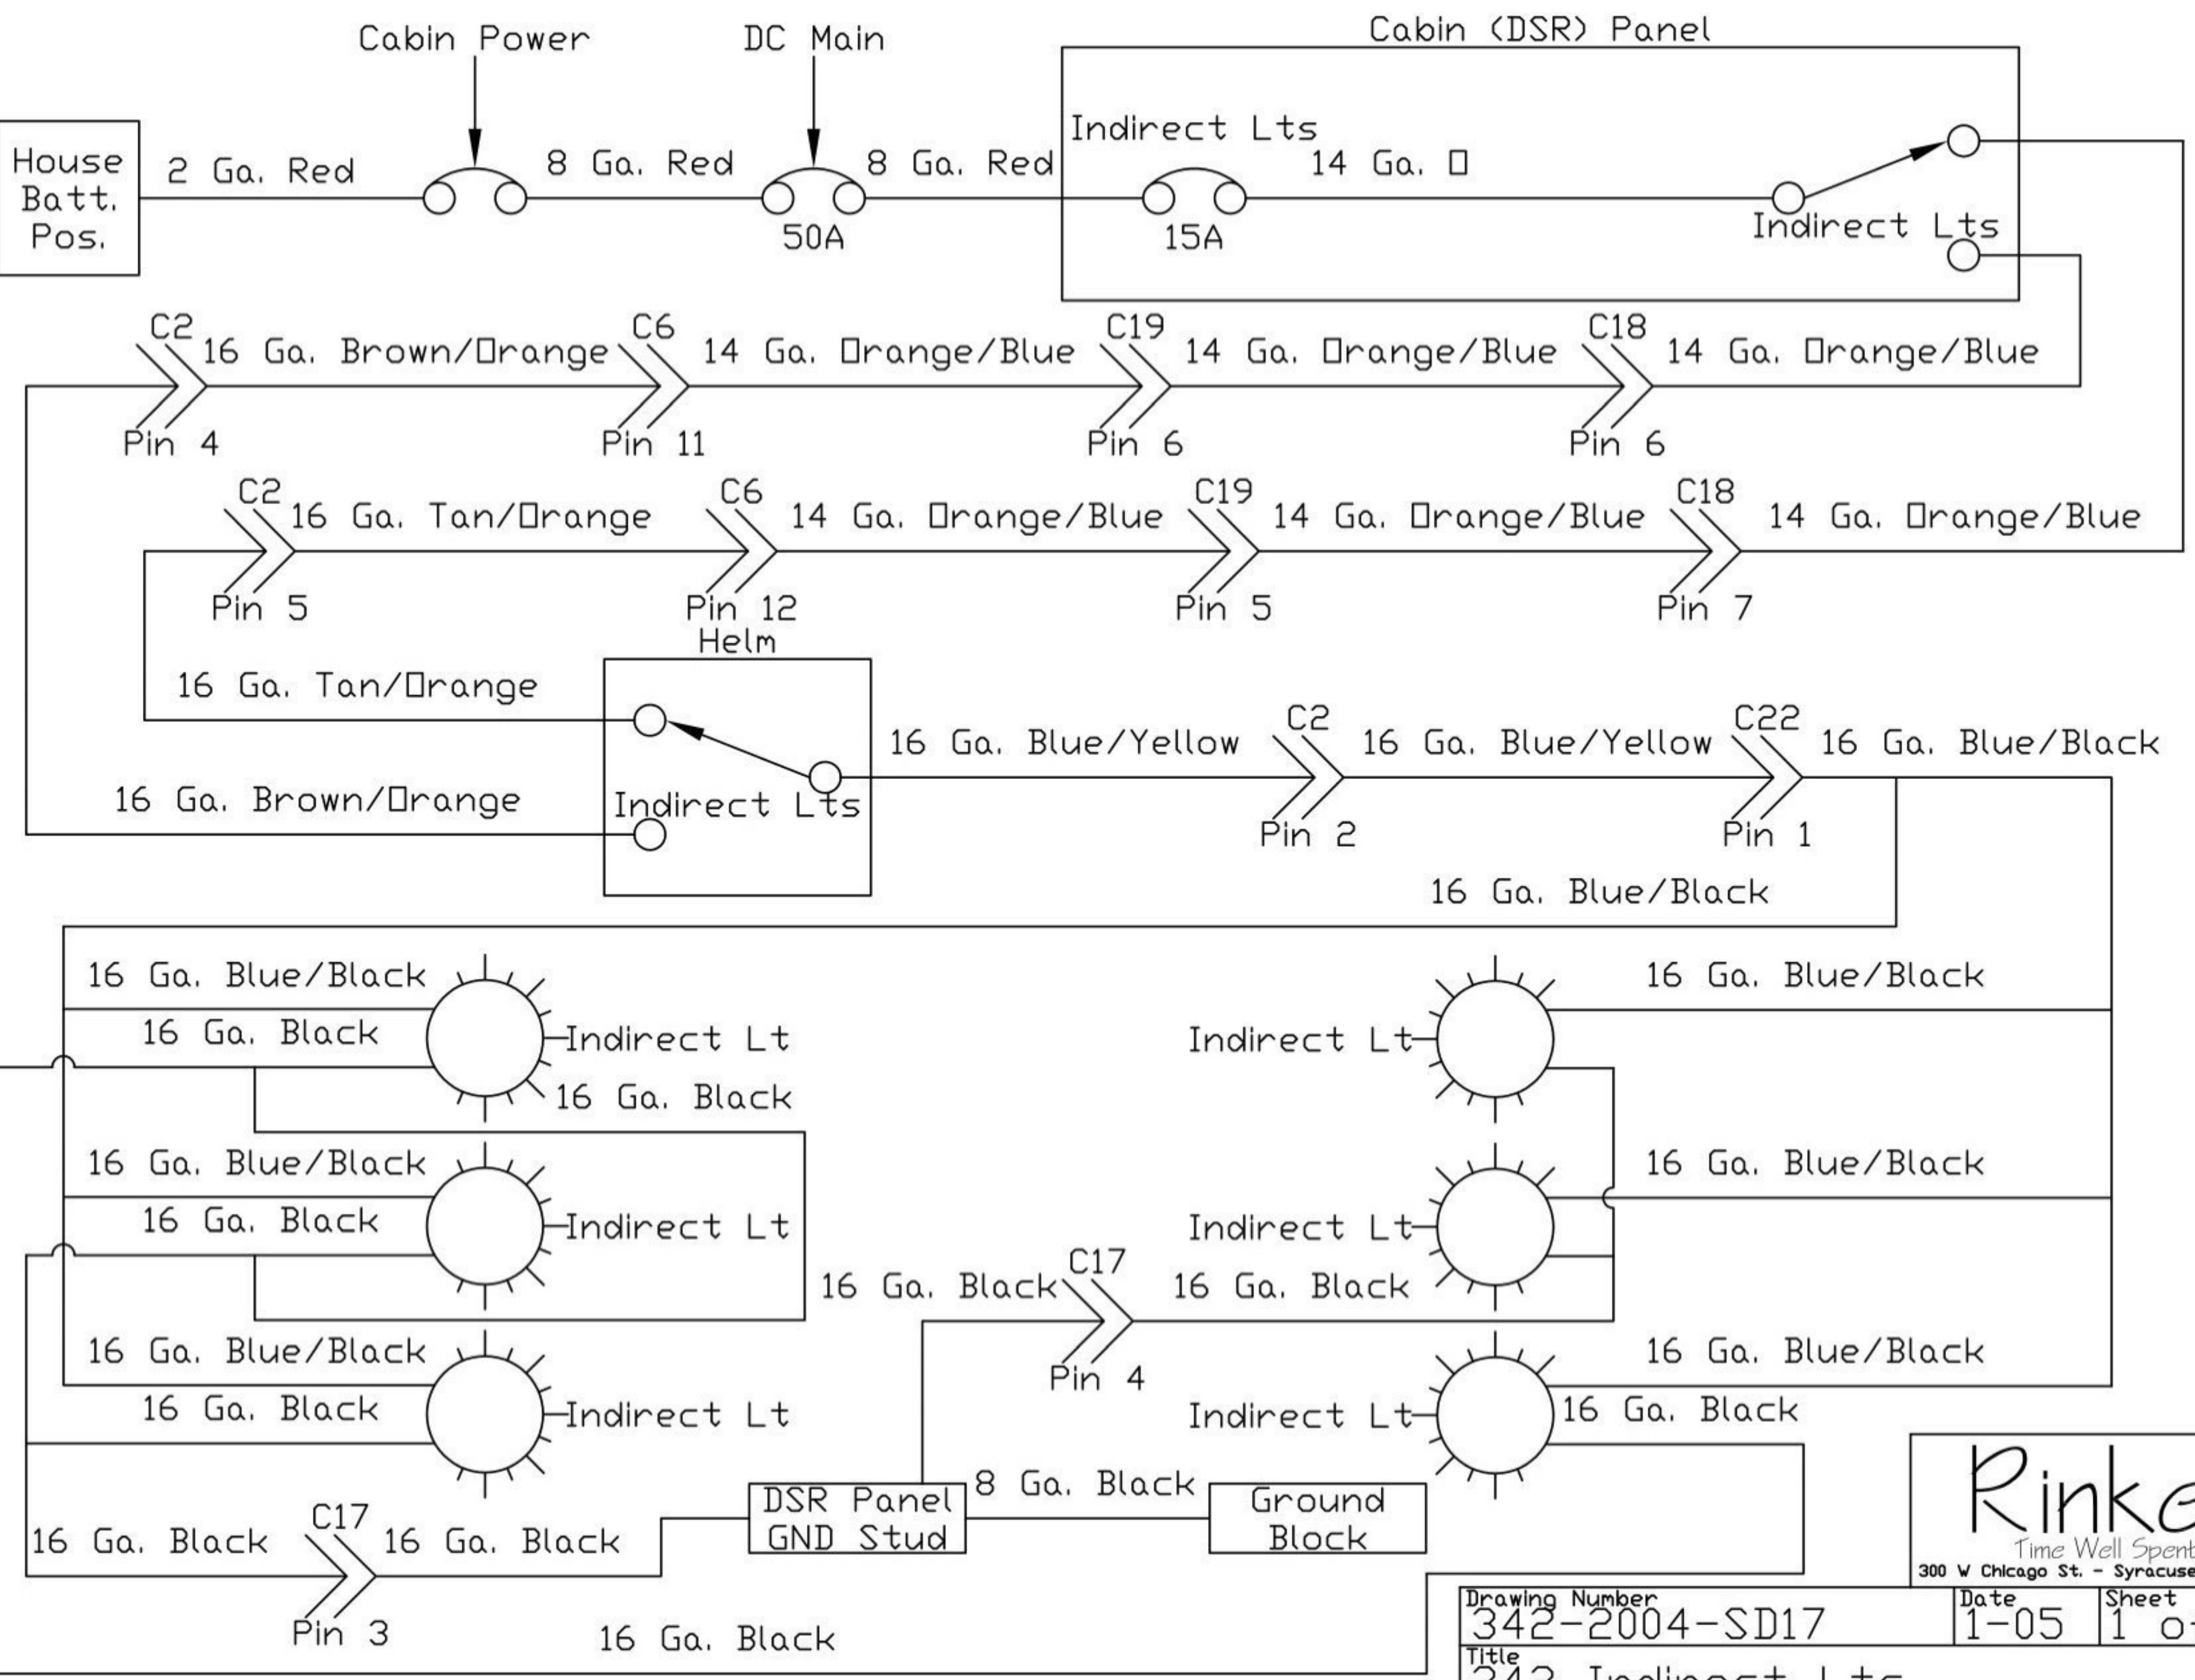 Cabin Power
DC Main
Cabin (DSR) Panel
House
Batt.
Pos.
2 Ga. Red
8 Ga. Red
50A
8 Ga. Red
Indirect Lts
15A
14 Ga. O
Indirect Lts
C2
Pin 4
16 Ga. Brown/Orange
C6
Pin 11
14 Ga. Orange/Blue
C19
Pin 6
14 Ga. Orange/Blue
C18
Pin 6
14 Ga. Orange/Blue
C2
Pin 5
16 Ga. Tan/Orange
C6
Pin 12
14 Ga. Orange/Blue
C19
Pin 5
14 Ga. Orange/Blue
C18
Pin 7
14 Ga. Orange/Blue
Helm
16 Ga. Tan/Orange
16 Ga. Brown/Orange
Indirect Lts
16 Ga. Blue/Yellow
C2
Pin 2
16 Ga. Blue/Yellow
C22
Pin 1
16 Ga. Blue/Black
16 Ga. Blue/Black
16 Ga. Blue/Black
16 Ga. Black
Indirect Lt
16 Ga. Black
16 Ga. Blue/Black
16 Ga. Black
Indirect Lt
16 Ga. Blue/Black
16 Ga. Black
Indirect Lt
Indirect Lt
16 Ga. Blue/Black
Indirect Lt
16 Ga. Blue/Black
16 Ga. Black
C17
Pin 4
16 Ga. Black
Indirect Lt
16 Ga. Blue/Black
16 Ga. Black
16 Ga. Black
C17
Pin 3
16 Ga. Black
DSR Panel
GND Stud
8 Ga. Black
Ground
Block
16 Ga. Black
Rinke
Time Well Spent
300 W Chicago St. - Syracuse
Drawing Number
342-2004-SD17
Date
1-05
Sheet
1 o
Title
342 Indirect Lts